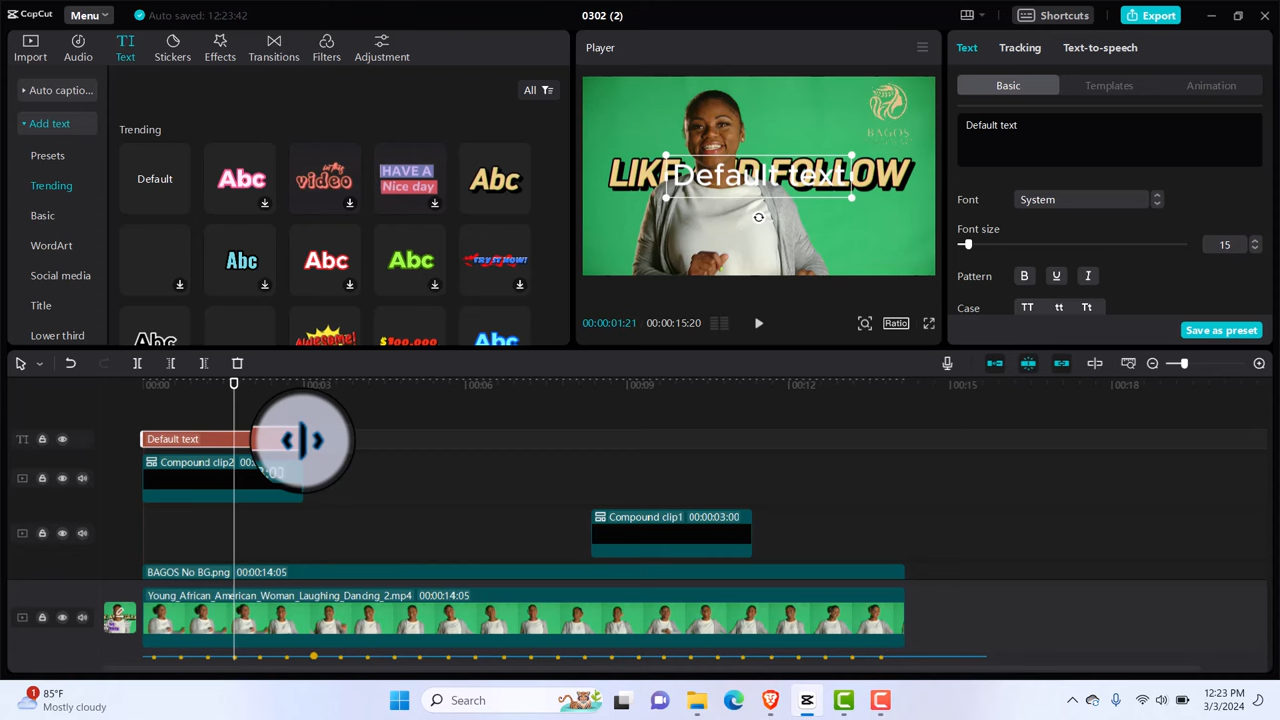 CapCut
Menu
Auto saved: 12:23:42
0302 (2)
Shortcuts
Export
Import
Audio
Text
Stickers
Effects
Transitions
Filters
Adjustment
Player
Text
Tracking
Text-to-speech
Auto captio...
All
Basic
Templates
Animation
Add text
Trending
Default text
BAGOS
Presets
Default
Abc
video
HAVE A
Nice day
Abc
LIKE
D FOLLOW
Default text
Trending
Basic
Font
System
WordArt
Abc
Abc
Abc
TRY IT NOW!
Font size
15
Social media
Pattern
B
U
I
Title
Case
TT
tt
Tt
Lower third
Abc
AWESOME!
$100,000
Abc
00:00:01:21
00:00:15:20
Ratio
Save as preset
00:00
00:03
00:06
00:09
00:12
00:15
00:18
TI
Default text
Compound clip2
Compound clip1
00:00:03:00
BAGOS No BG.png
00:00:14:05
Young_African_American_Woman_Laughing_Dancing_2.mp4
00:00:14:05
1
85°F
Mostly cloudy
Search
12:23 PM
3/3/2024